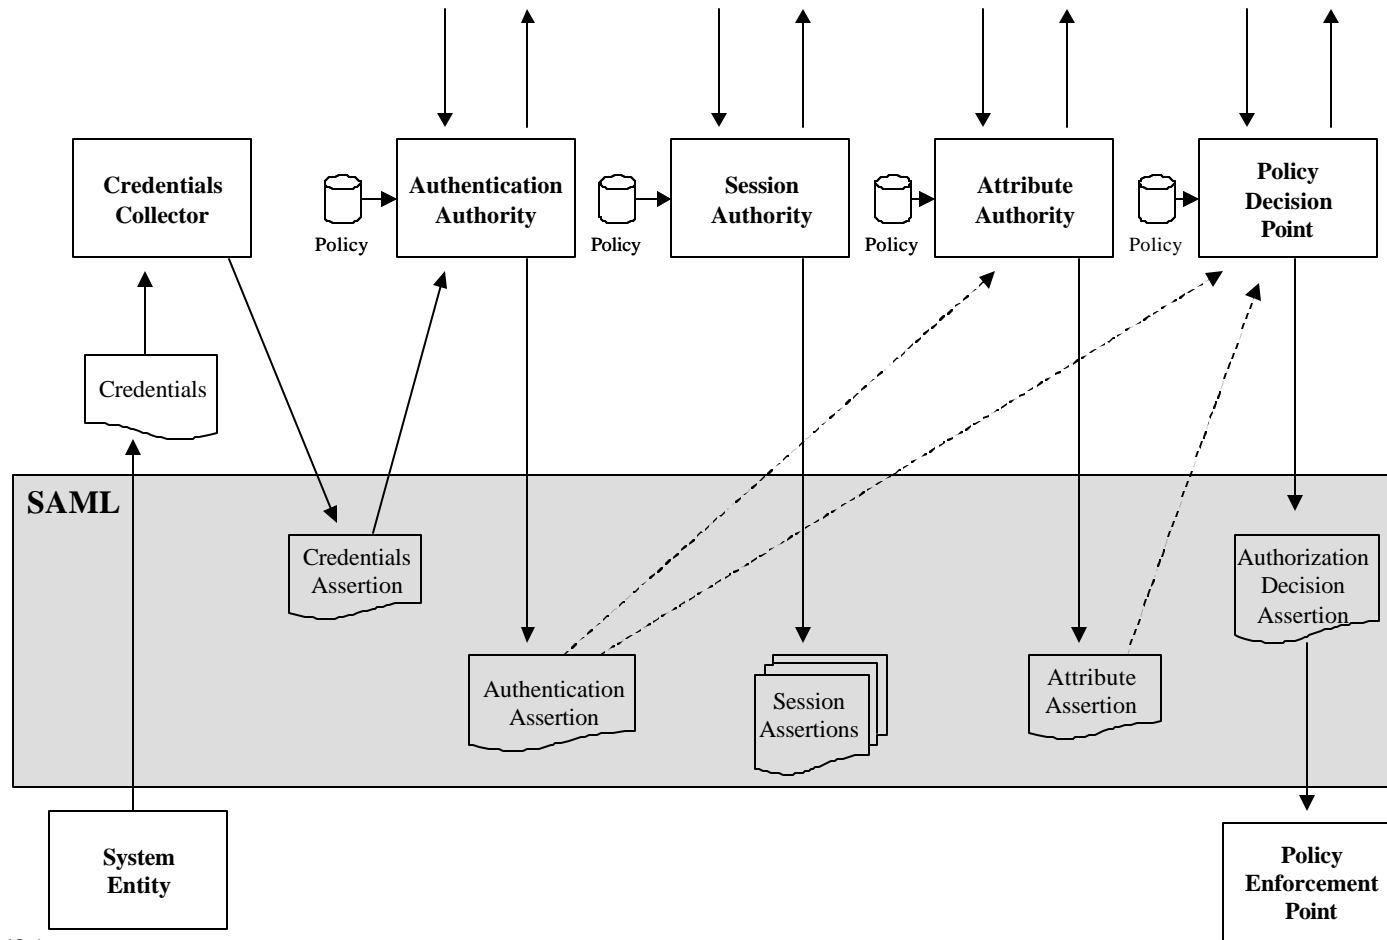 Credentials
Collector
Authentication
Authority
Session
Authority
Attribute
Authority
Policy
Decision
Point
Policy
Policy
Policy
Policy
Credentials
SAML
Credentials
Assertion
Authorization
Decision
Assertion
Authentication
Assertion
Session
Assertions
Attribute
Assertion
System
Entity
Policy
Enforcement
Point